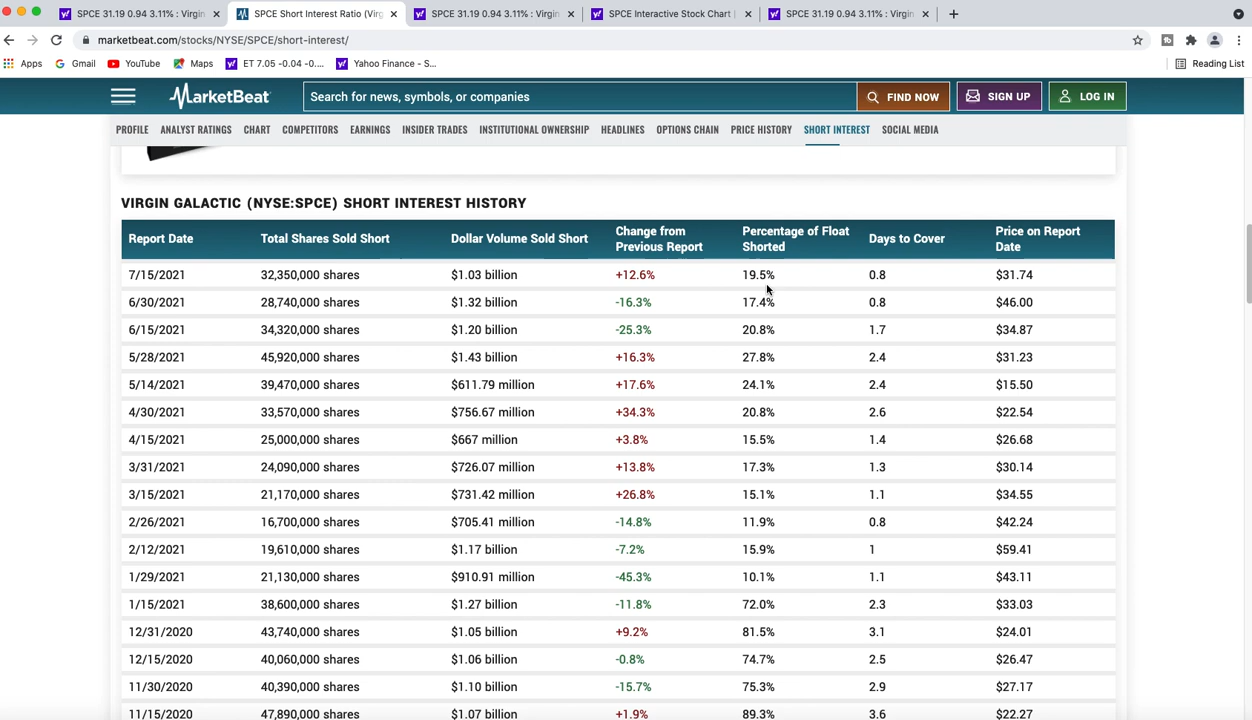 SPCE 31.19 0.94 3.11% : Virgin
SPCE Short Interest Ratio (Virg
SPCE 31.19 0.94 3.11% : Virgin
SPCE Interactive Stock Chart |
SPCE 31.19 0.94 3.11% : Virgin
marketbeat.com/stocks/NYSE/SPCE/short-interest/
Apps Gmail YouTube Maps ET 7.05 -0.04 -0.... Yahoo Finance - S... Reading List
MarketBeat Search for news, symbols, or companies FIND NOW SIGN UP LOG IN
PROFILE ANALYST RATINGS CHART COMPETITORS EARNINGS INSIDER TRADES INSTITUTIONAL OWNERSHIP HEADLINES OPTIONS CHAIN PRICE HISTORY SHORT INTEREST SOCIAL MEDIA
VIRGIN GALACTIC (NYSE:SPCE) SHORT INTEREST HISTORY
Report Date Total Shares Sold Short Dollar Volume Sold Short Change from Previous Report Percentage of Float Shorted Days to Cover Price on Report Date
7/15/2021 32,350,000 shares $1.03 billion +12.6% 19.5% 0.8 $31.74
6/30/2021 28,740,000 shares $1.32 billion -16.3% 17.4% 0.8 $46.00
6/15/2021 34,320,000 shares $1.20 billion -25.3% 20.8% 1.7 $34.87
5/28/2021 45,920,000 shares $1.43 billion +16.3% 27.8% 2.4 $31.23
5/14/2021 39,470,000 shares $611.79 million +17.6% 24.1% 2.4 $15.50
4/30/2021 33,570,000 shares $756.67 million +34.3% 20.8% 2.6 $22.54
4/15/2021 25,000,000 shares $667 million +3.8% 15.5% 1.4 $26.68
3/31/2021 24,090,000 shares $726.07 million +13.8% 17.3% 1.3 $30.14
3/15/2021 21,170,000 shares $731.42 million +26.8% 15.1% 1.1 $34.55
2/26/2021 16,700,000 shares $705.41 million -14.8% 11.9% 0.8 $42.24
2/12/2021 19,610,000 shares $1.17 billion -7.2% 15.9% 1 $59.41
1/29/2021 21,130,000 shares $910.91 million -45.3% 10.1% 1.1 $43.11
1/15/2021 38,600,000 shares $1.27 billion -11.8% 72.0% 2.3 $33.03
12/31/2020 43,740,000 shares $1.05 billion +9.2% 81.5% 3.1 $24.01
12/15/2020 40,060,000 shares $1.06 billion -0.8% 74.7% 2.5 $26.47
11/30/2020 40,390,000 shares $1.10 billion -15.7% 75.3% 2.9 $27.17
11/15/2020 47,890,000 shares $1.07 billion +1.9% 89.3% 3.6 $22.27